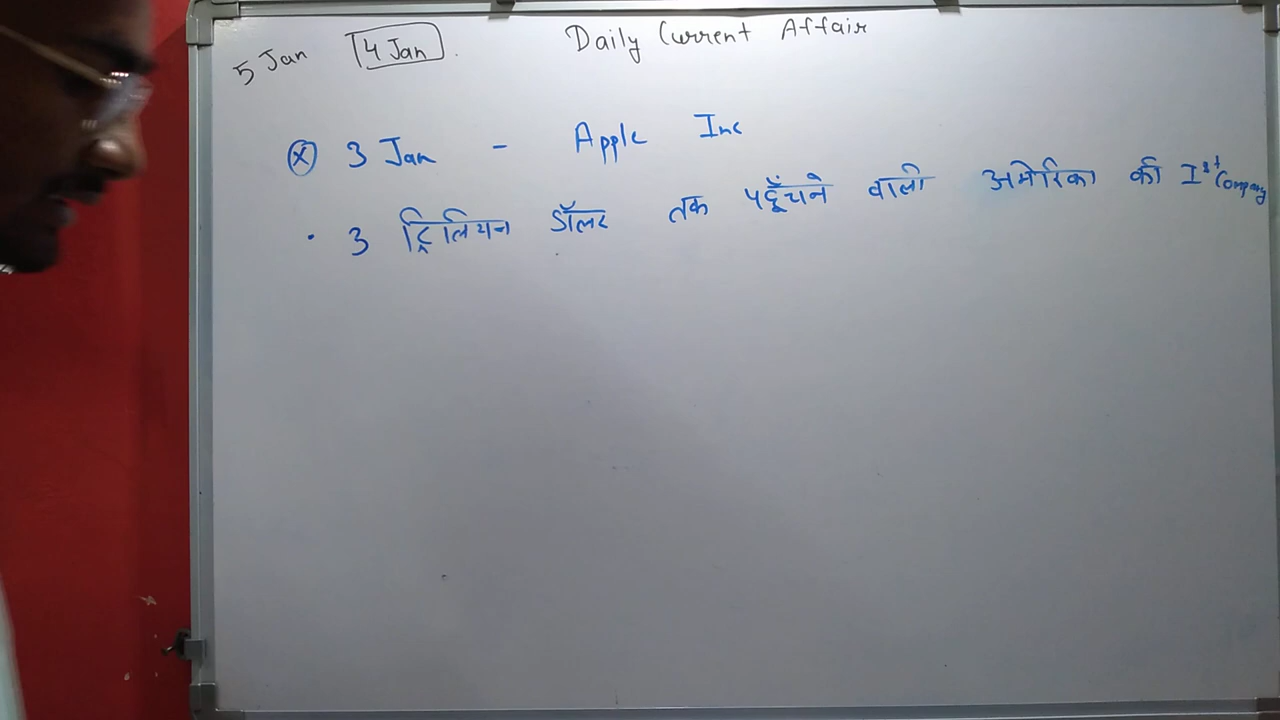 5 Jan 4 Jan. Daily Current Affair
(x) 3 Jan - Apple Inc
• 3 ट्रिलियन डॉलर तक पहूँचने वाली अमेरिका की Ist Company